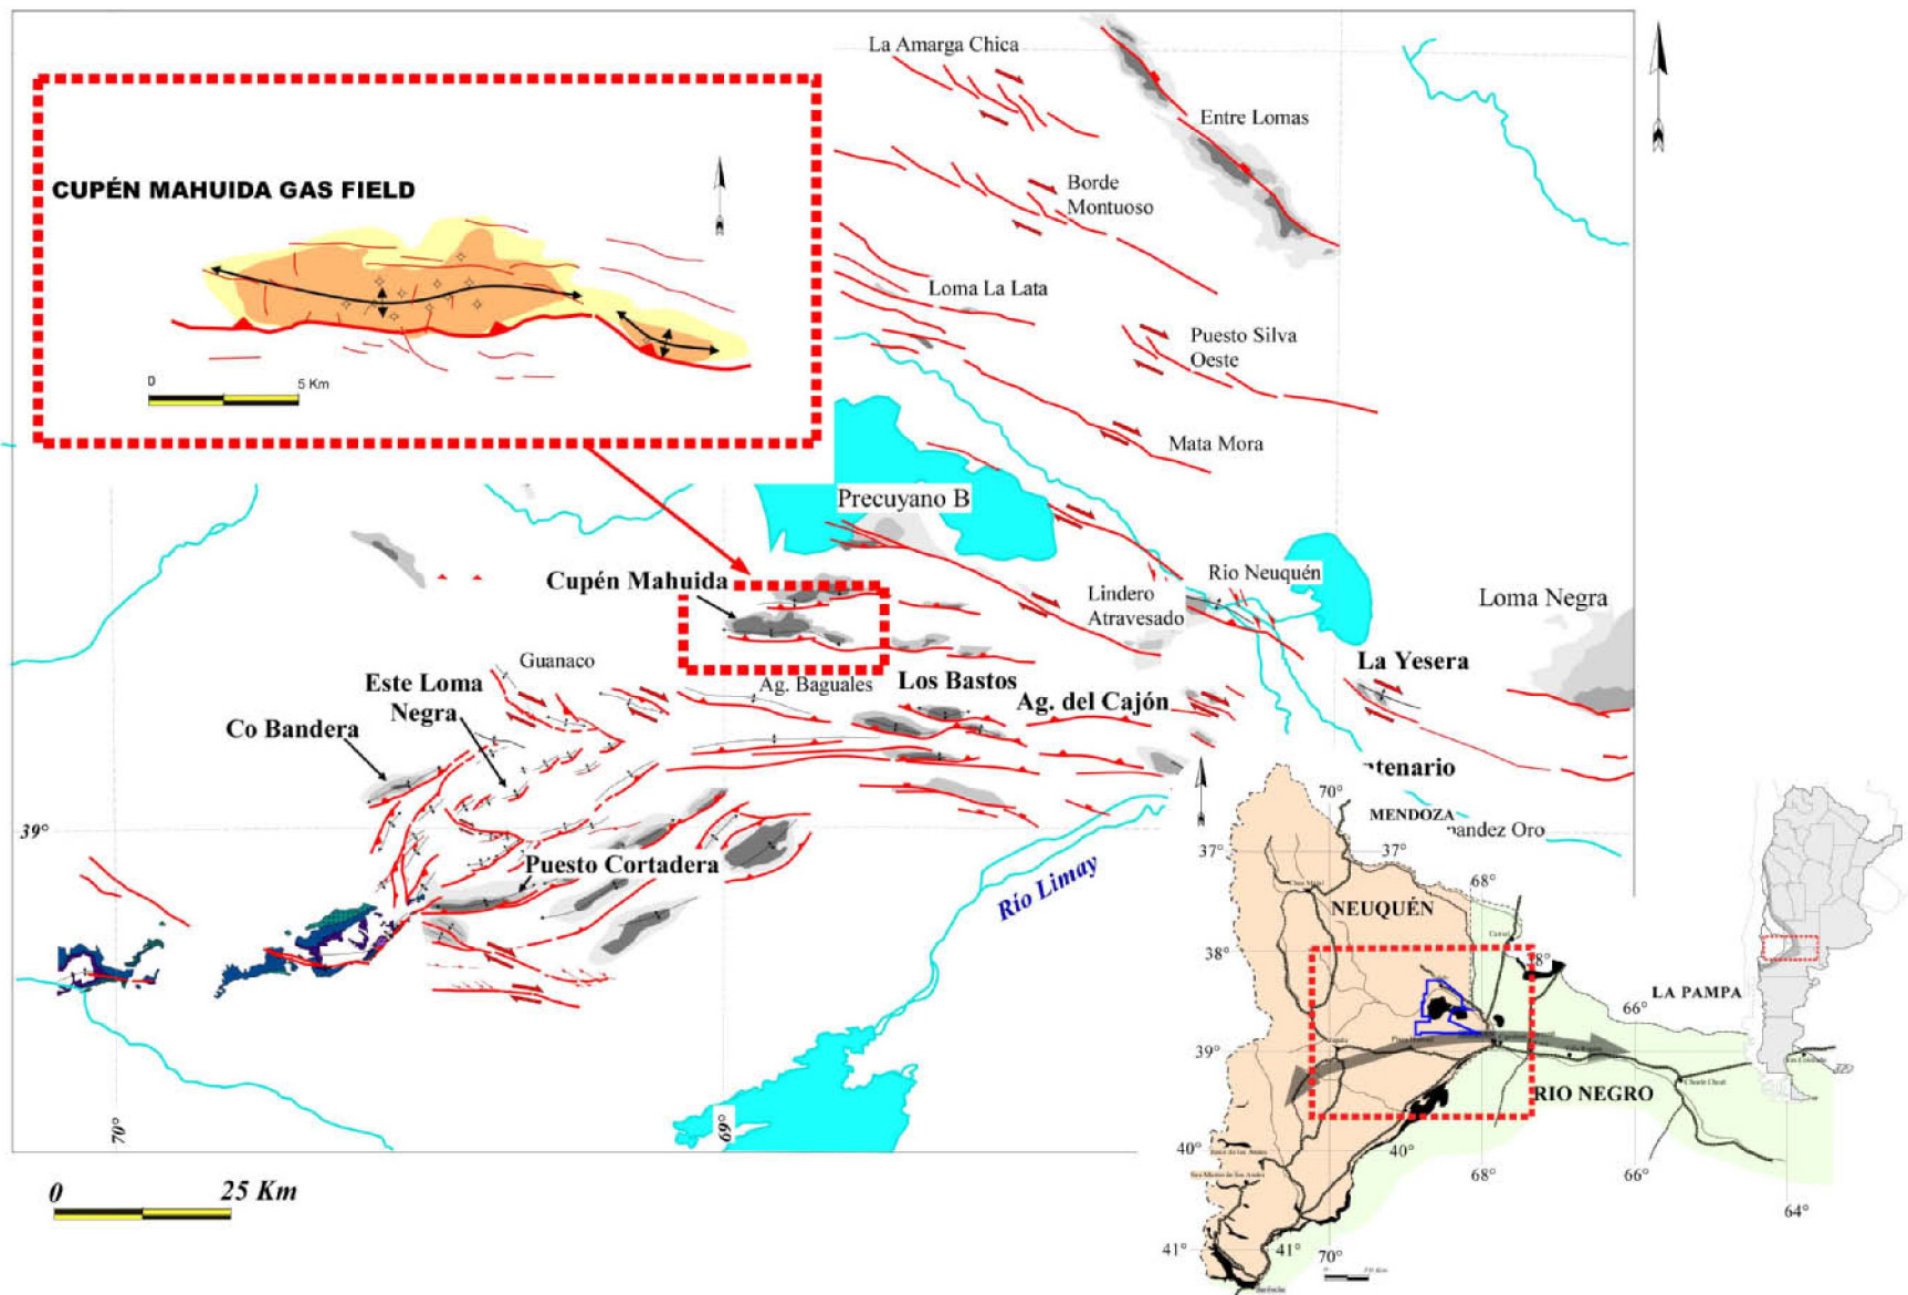 La Amarga Chica
Entre Lomas
CUPÉN MAHUIDA GAS FIELD
Borde
Montuoso
Loma La Lata
Puesto Silva
Oeste
0
5 Km
Mata Mora
Precuyano B
Cupén Mahuida
Lindero
Atravesado
Rio Neuquén
Loma Negra
Guanaco
La Yesera
Este Loma
Negra
Ag. Baguales
Los Bastos
Ag. del Cajón
Co Bandera
ntenario
39°
Puesto Cortadera
Río Limay
nandez Oro
70°
69°
0
25 Km
70°
MENDOZA
37°
37°
68°
NEUQUÉN
38°
38°
LA PAMPA
66°
39°
RIO NEGRO
40°
40°
68°
66°
64°
41°
41°
70°